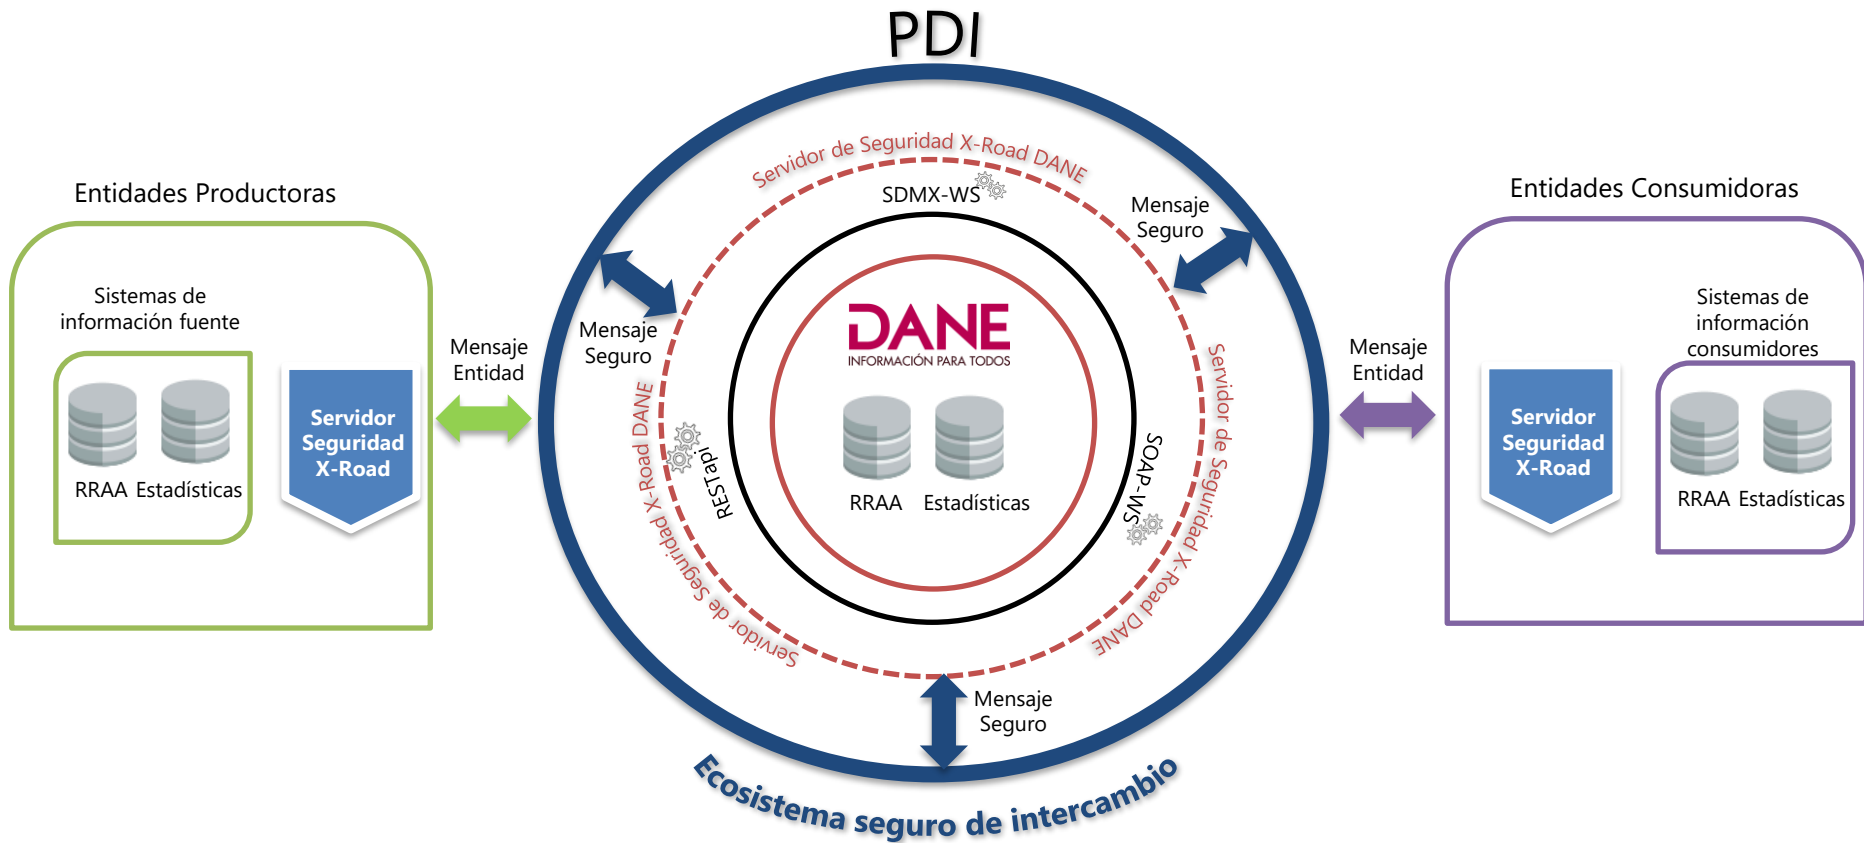 PDI
Entidades Productoras
Sistemas de
información fuente
RRAA Estadísticas
Servidor
Seguridad
X-Road
Mensaje
Entidad
Servidor de Seguridad X-Road DANE
SDMX-WS
Mensaje
Seguro
Mensaje
Seguro
Servidor de Seguridad X-Road DANE
RESTapi
DANE
INFORMACIÓN PARA TODOS
RRAA Estadísticas
SOAP-WS
Servidor de Seguridad X-Road DANE
Mensaje
Seguro
Ecosistema seguro de intercambio
Mensaje
Entidad
Entidades Consumidoras
Servidor
Seguridad
X-Road
Sistemas de
información
consumidores
RRAA Estadísticas